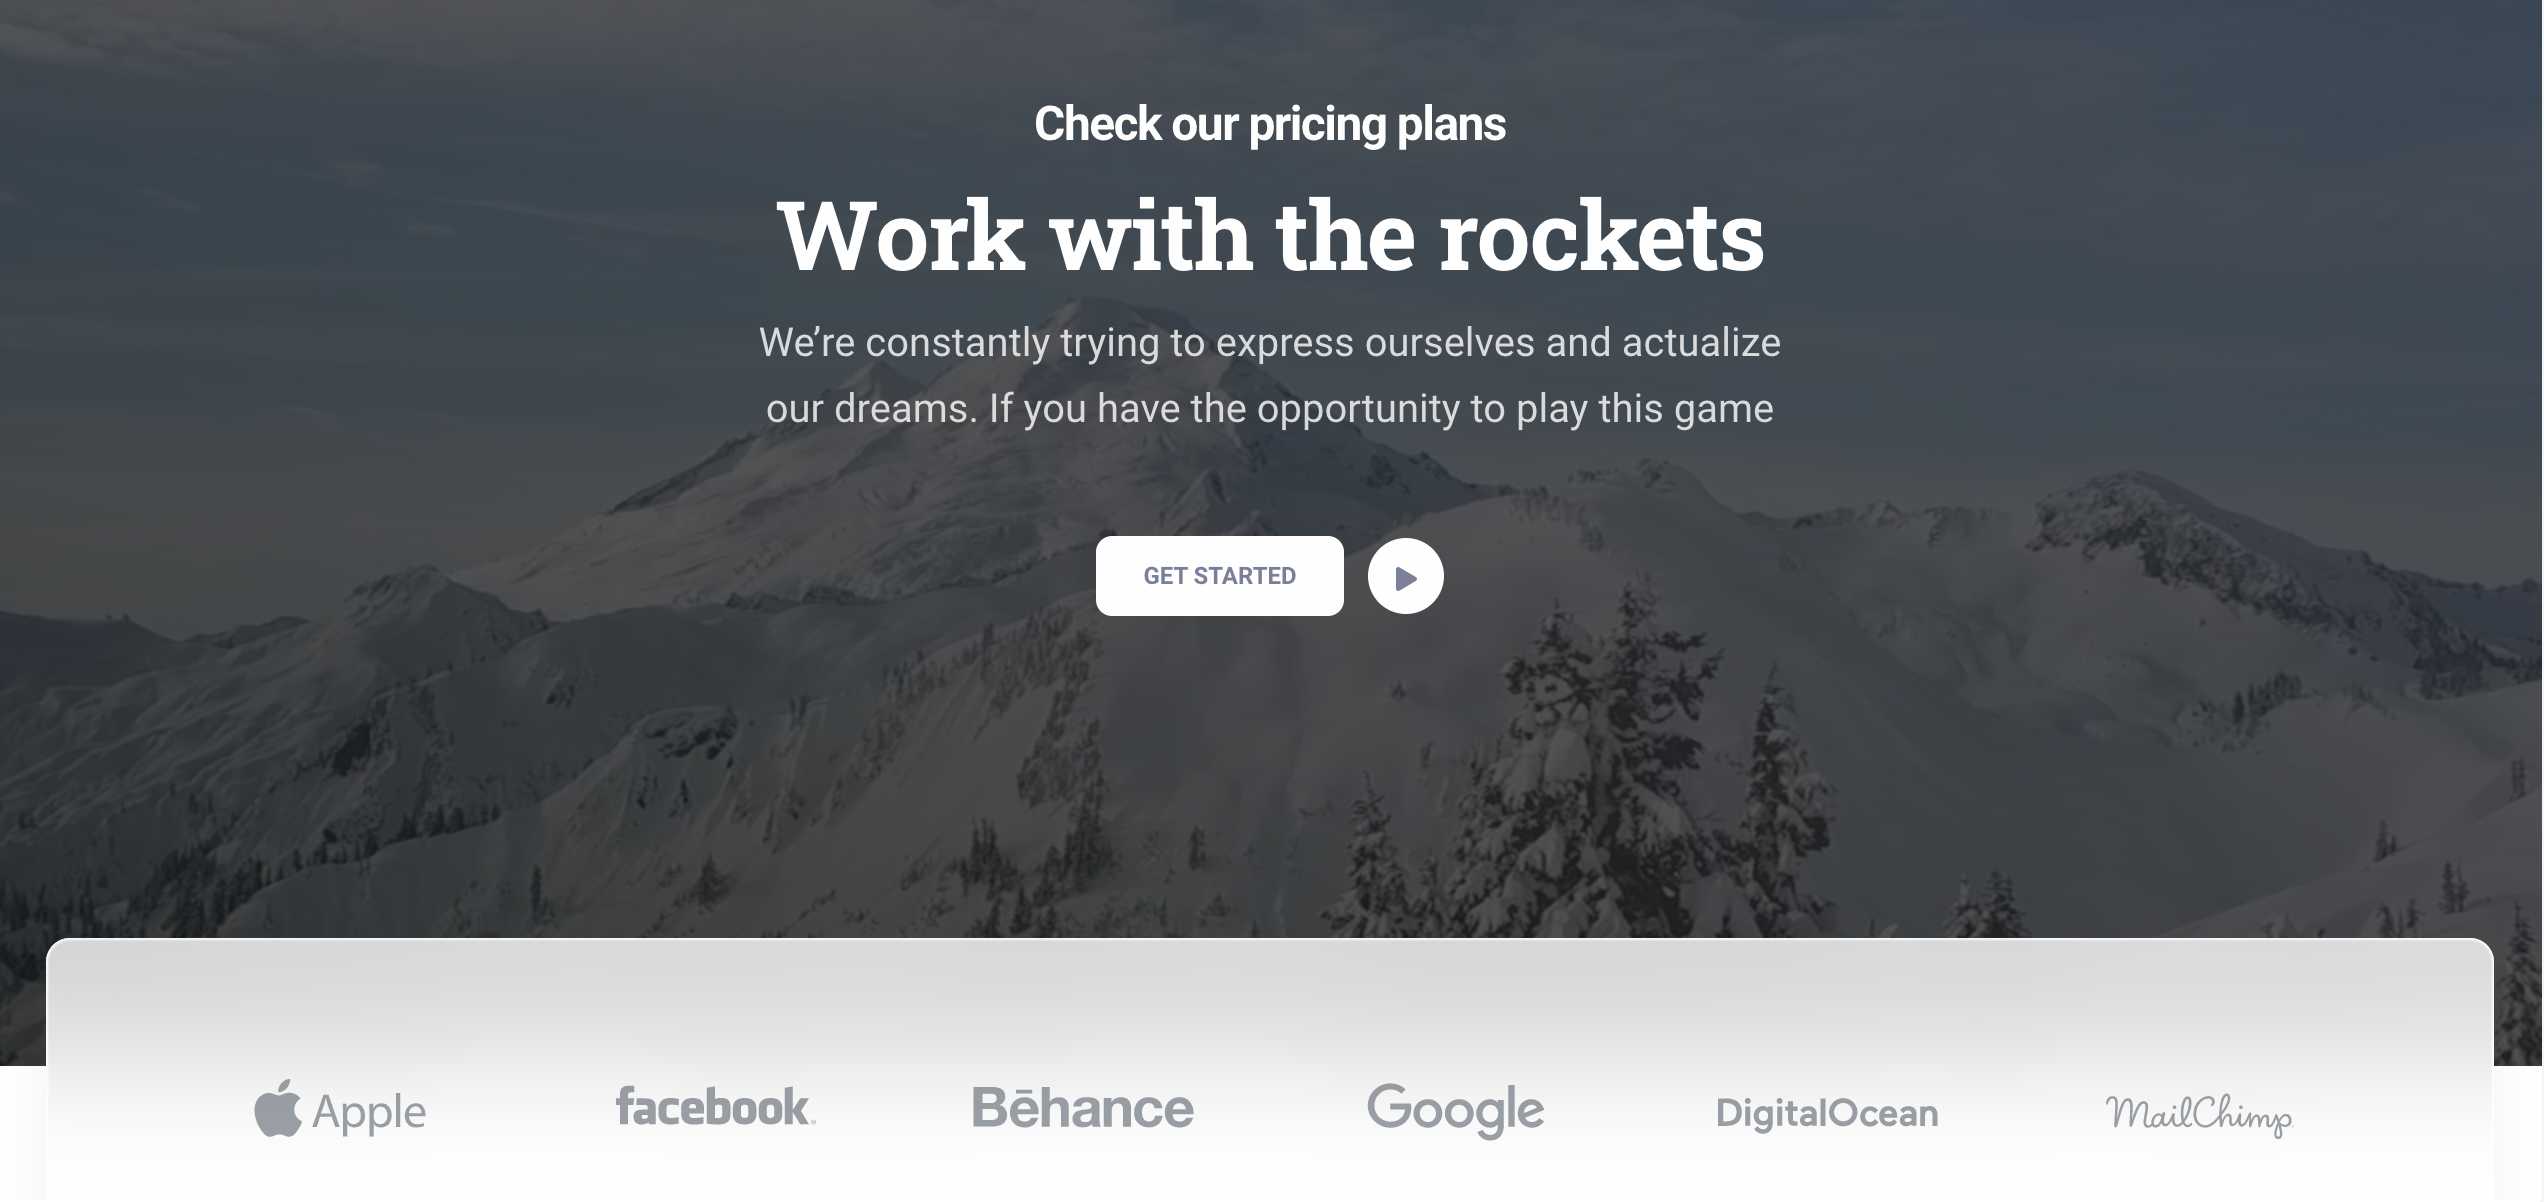 Check our pricing plans
Work with the rockets
We’re constantly trying to express ourselves and actualize
our dreams. If you have the opportunity to play this game
GET STARTED
Apple facebook Bēhance Google DigitalOcean MailChimp